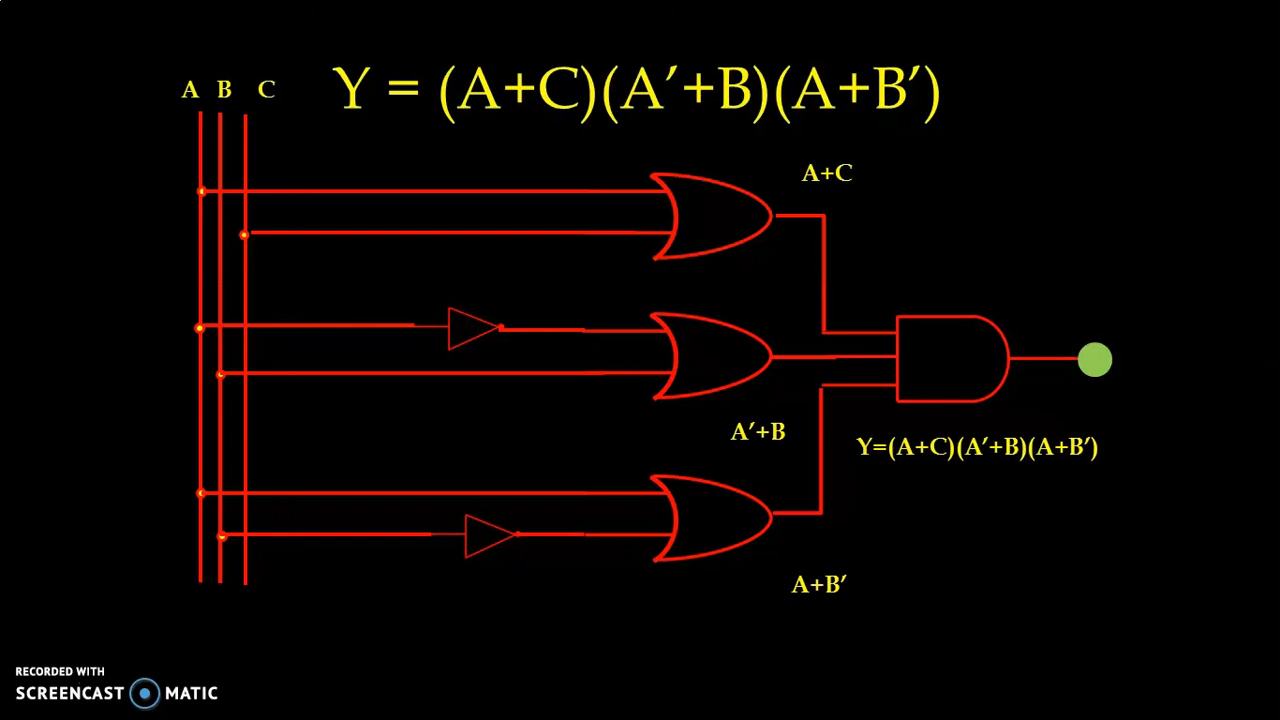 A B C
Y = (A+C)(A′+B)(A+B′)
A+C
A′+B
Y=(A+C)(A′+B)(A+B′)
A+B′
RECORDED WITH
SCREENCAST MATIC